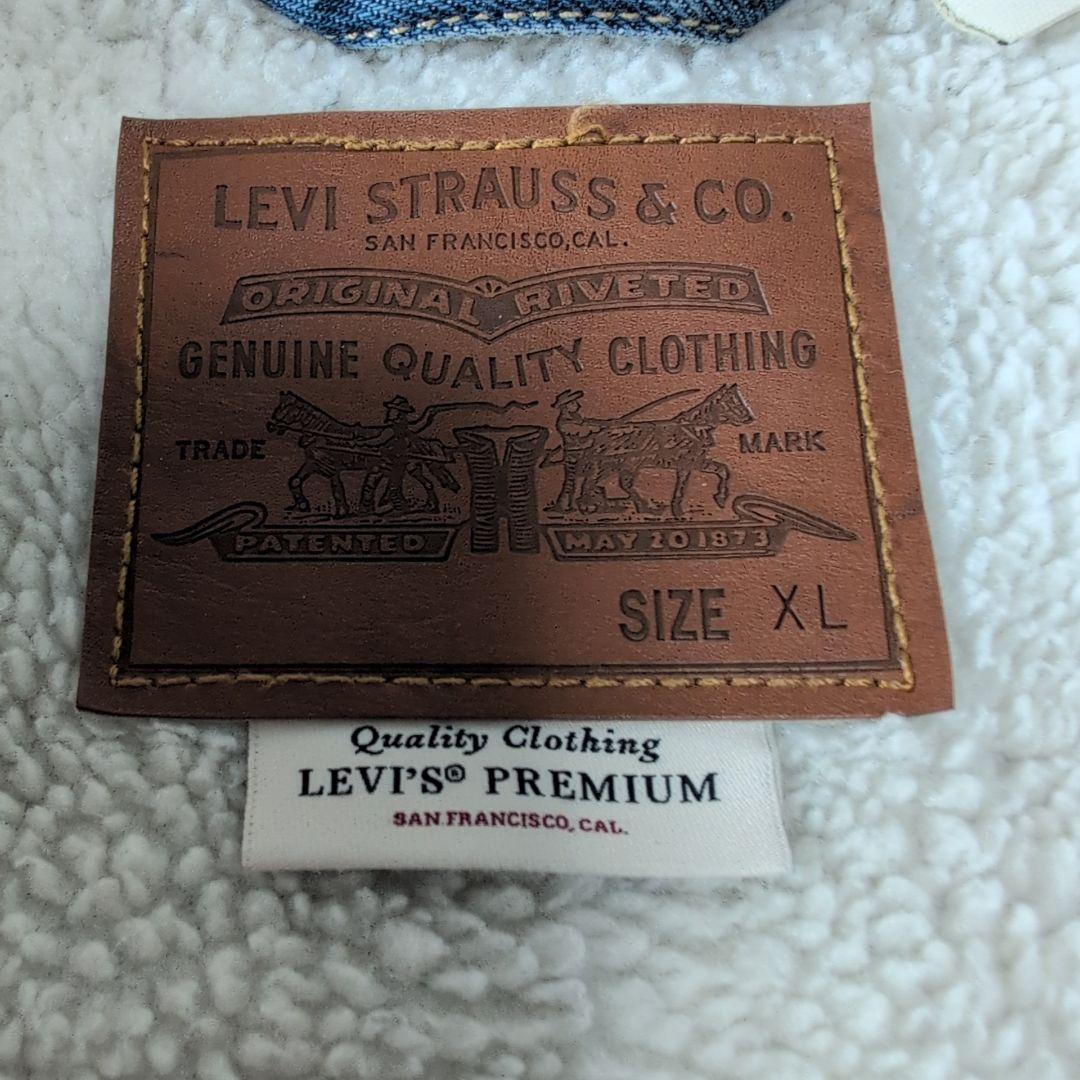 LEVI STRAUSS & CO.
SAN FRANCISCO, CAL.
ORIGINAL RIVETED
GENUINE QUALITY CLOTHING
TRADE MARK
PATENTED MAY 20 1873
SIZE XL
Quality Clothing
LEVI'S® PREMIUM
SAN FRANCISCO, CAL.